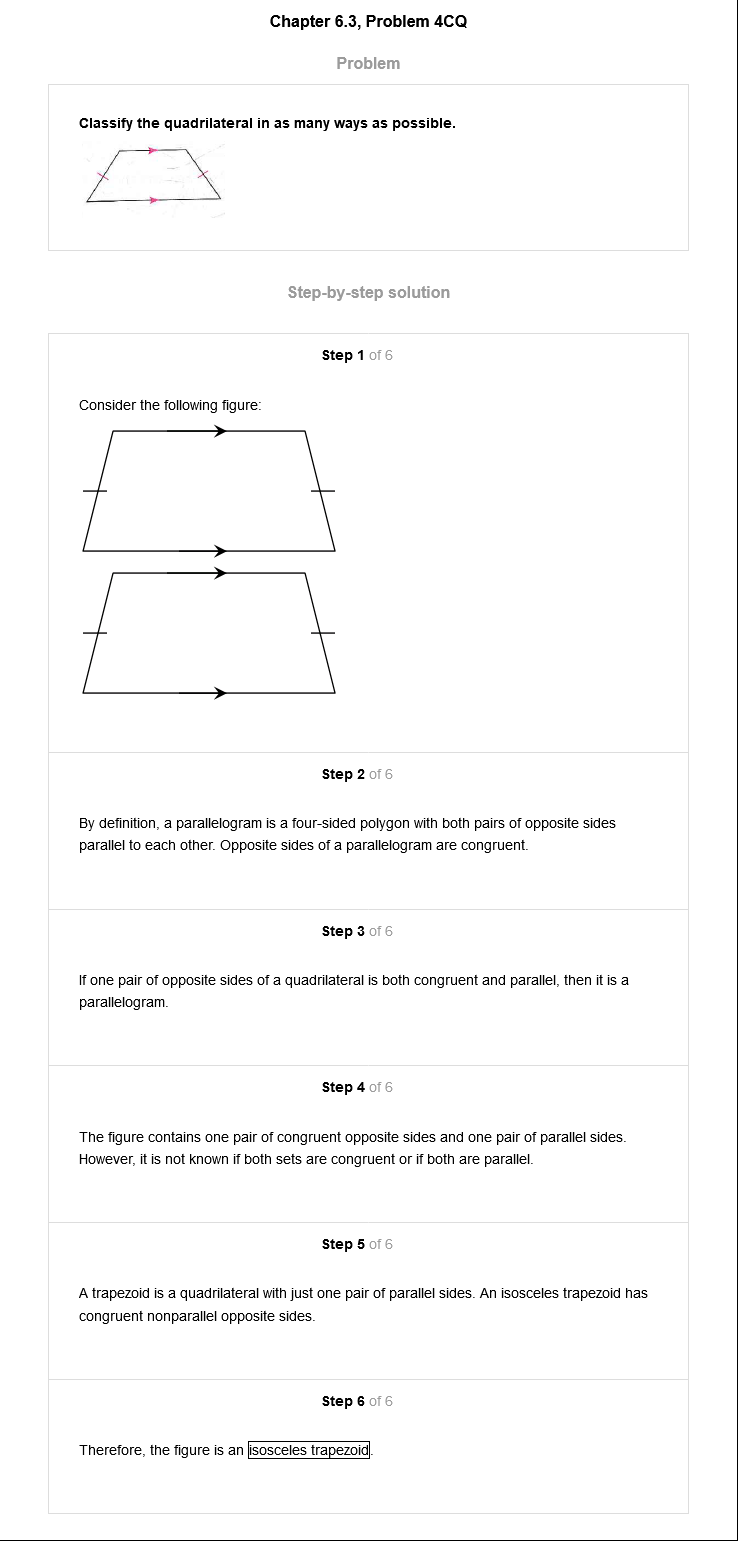 Chapter 6.3, Problem 4CQ
Problem
Classify the quadrilateral in as many ways as possible.
Step-by-step solution
Step 1 of 6
Consider the following figure:
Step 2 of 6
By definition, a parallelogram is a four-sided polygon with both pairs of opposite sides
parallel to each other. Opposite sides of a parallelogram are congruent.
Step 3 of 6
If one pair of opposite sides of a quadrilateral is both congruent and parallel, then it is a
parallelogram.
Step 4 of 6
The figure contains one pair of congruent opposite sides and one pair of parallel sides.
However, it is not known if both sets are congruent or if both are parallel.
Step 5 of 6
A trapezoid is a quadrilateral with just one pair of parallel sides. An isosceles trapezoid has
congruent nonparallel opposite sides.
Step 6 of 6
Therefore, the figure is an isosceles trapezoid.